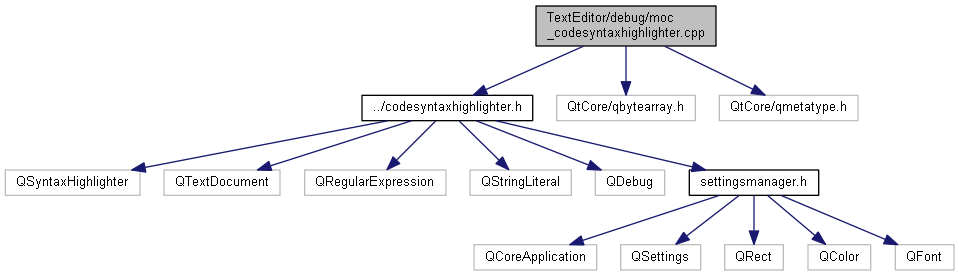 TextEditor/debug/moc
_codesyntaxhighlighter.cpp
../codesyntaxhighlighter.h
QtCore/qbytearray.h
QtCore/qmetatype.h
QSyntaxHighlighter
QTextDocument
QRegularExpression
QStringLiteral
QDebug
settingsmanager.h
QCoreApplication
QSettings
QRect
QColor
QFont